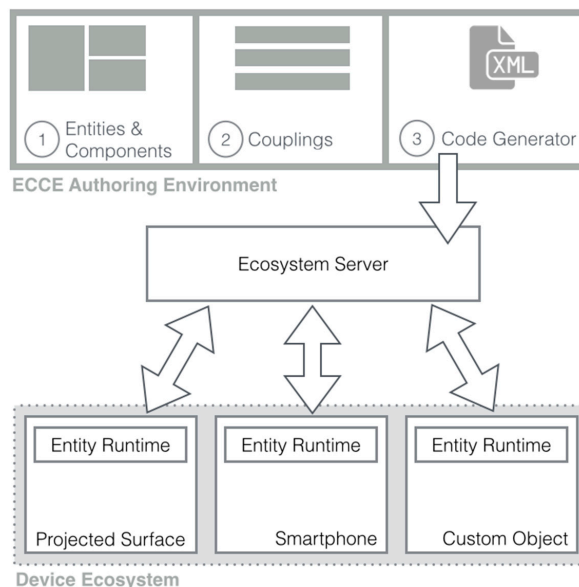 XML
1 Entities &
Components
2 Couplings
3 Code Generator
ECCE Authoring Environment
Ecosystem Server
Entity Runtime Entity Runtime Entity Runtime
Projected Surface Smartphone Custom Object
Device Ecosystem